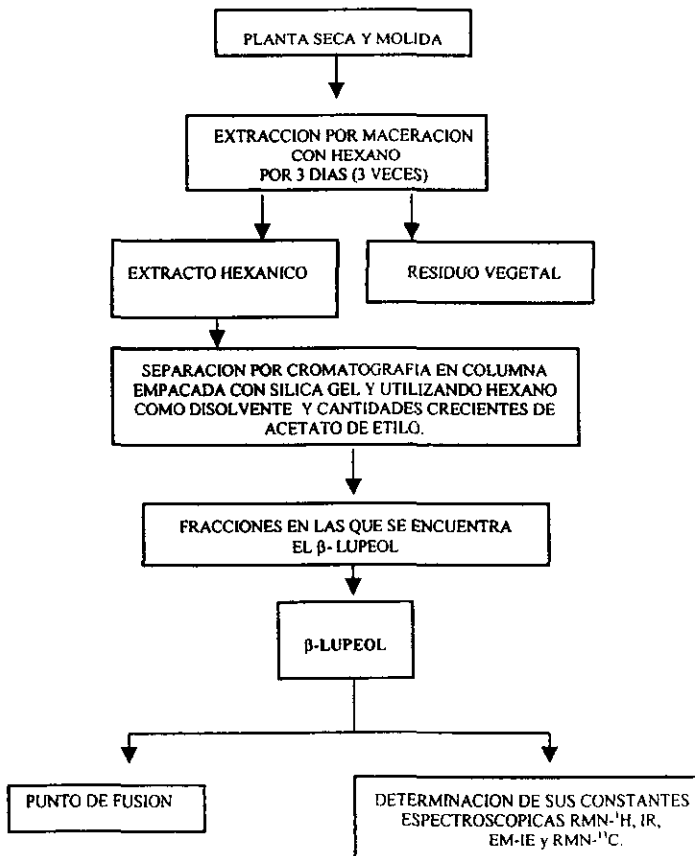 PLANTA SECA Y MOLIDA
EXTRACCION POR MACERACION
CON HEXANO
POR 3 DIAS (3 VECES)
EXTRACTO HEXANICO
RESIDUO VEGETAL
SEPARACION POR CROMATOGRAFIA EN COLUMNA
EMPACADA CON SILICA GEL Y UTILIZANDO HEXANO
COMO DISOLVENTE Y CANTIDADES CRECIENTES DE
ACETATO DE ETILO.
FRACCIONES EN LAS QUE SE ENCUENTRA
EL β- LUPEOL
β-LUPEOL
PUNTO DE FUSION
DETERMINACION DE SUS CONSTANTES
ESPECTROSCOPICAS RMN-¹H, IR,
EM-IE y RMN-¹³C.